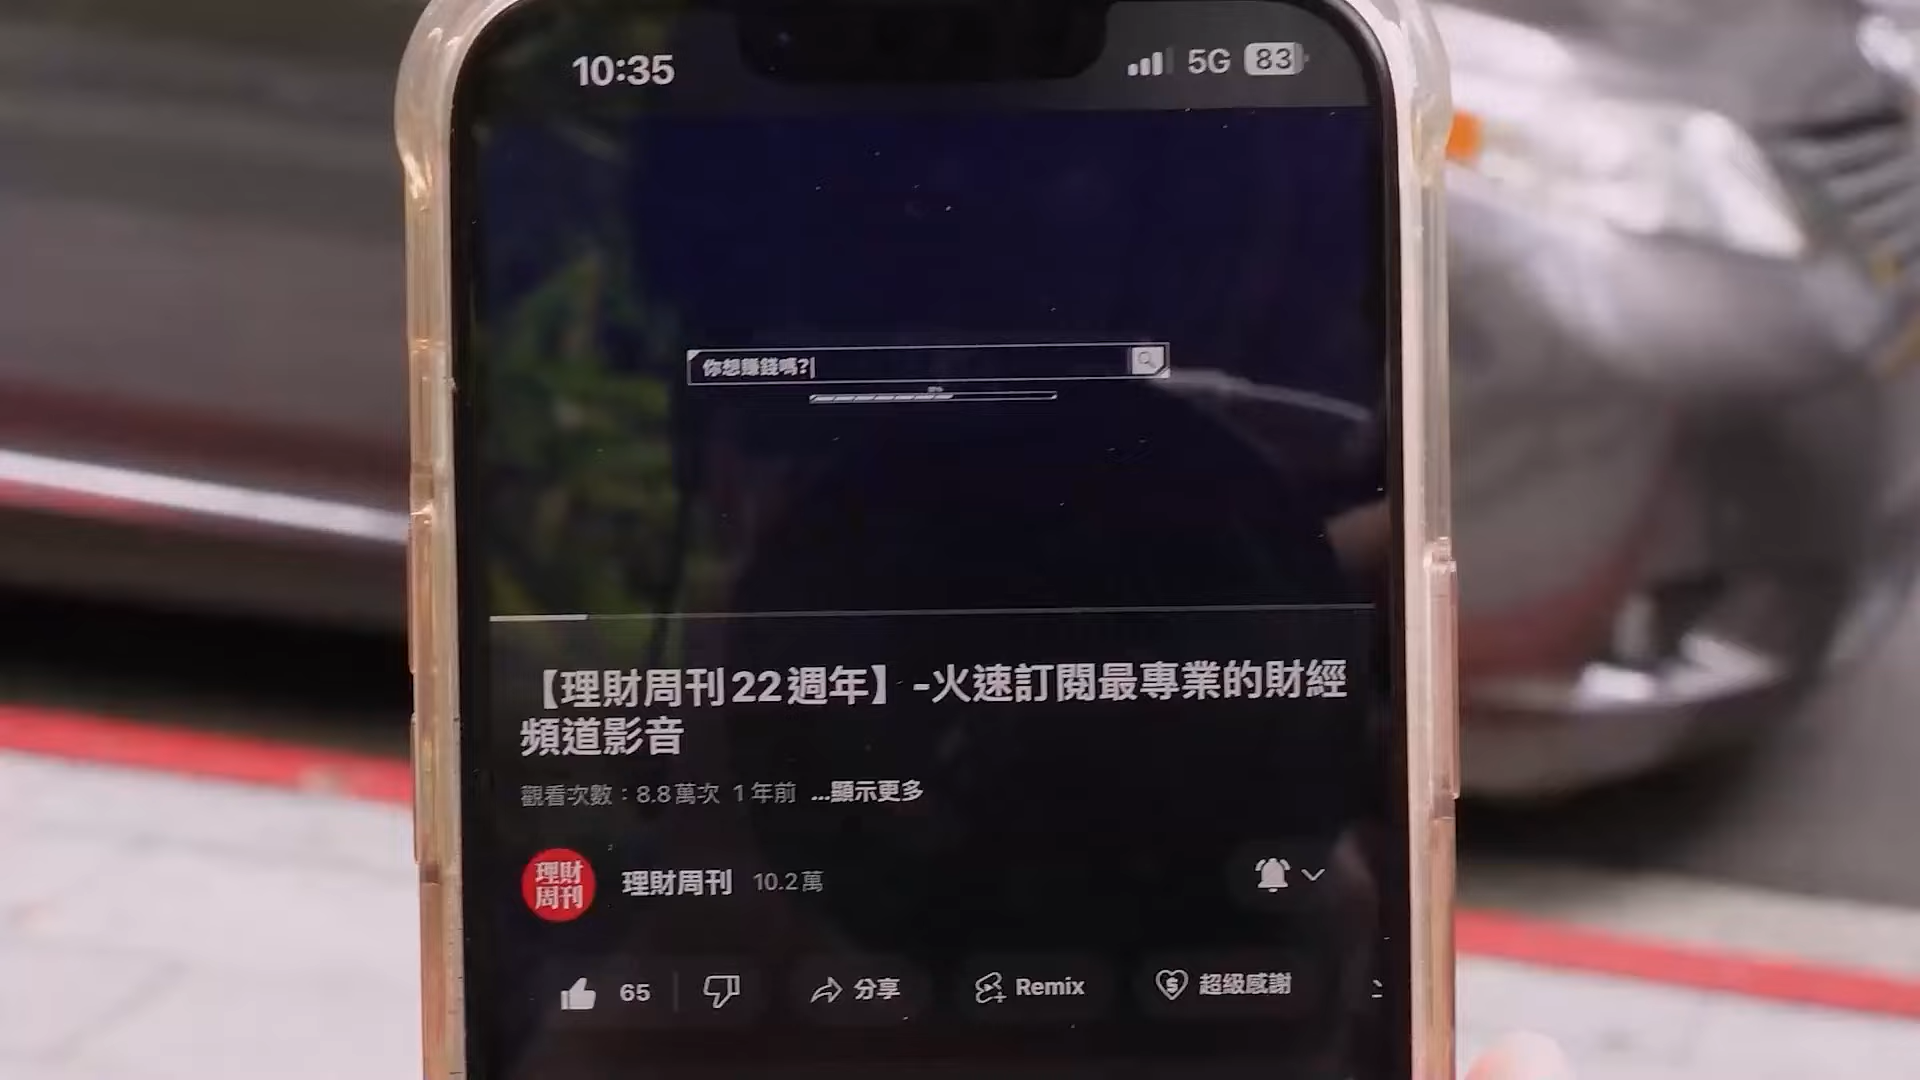 10:35
5G 83
你想賺錢嗎?
【理財周刊22週年】-火速訂閱最專業的財經
頻道影音
觀看次數：8.8萬次 1年前 ...顯示更多
理財
周刊
理財周刊 10.2萬
65 分享 Remix 超級感謝